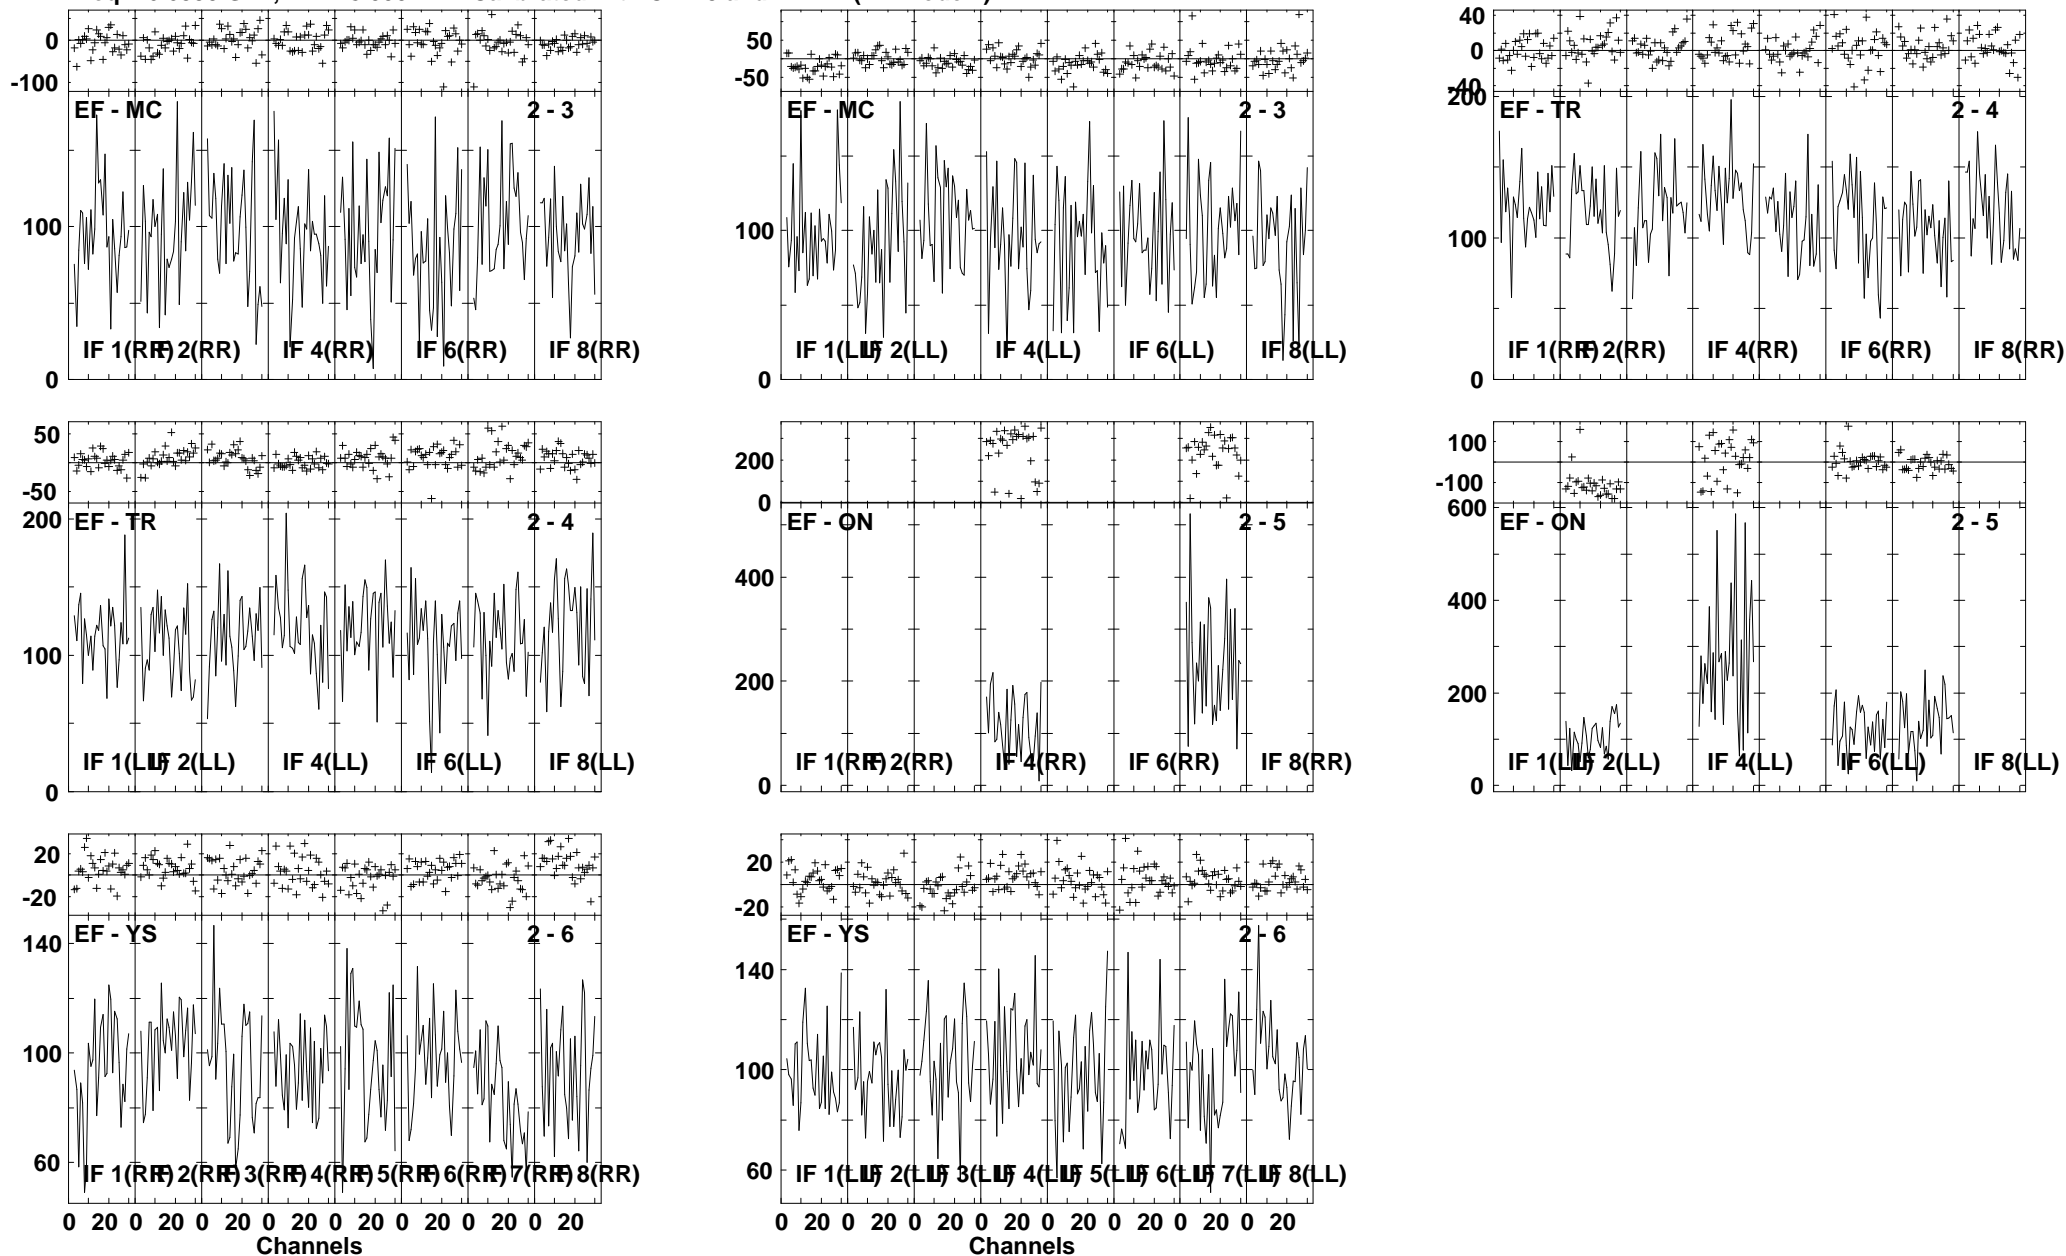 0
-100
EF - MC 2 - 3
100
IF 1(RR) IF 2(RR) IF 4(RR) IF 6(RR) IF 8(RR)
0
50
-50
EF - MC 2 - 3
100
IF 1(LL) IF 2(LL) IF 4(LL) IF 6(LL) IF 8(LL)
0
40
20
0
-40
200
EF - TR 2 - 4
100
IF 1(RR) IF 2(RR) IF 4(RR) IF 6(RR) IF 8(RR)
0
50
-50
200
EF - TR 2 - 4
100
IF 1(LL) IF 2(LL) IF 4(LL) IF 6(LL) IF 8(LL)
0
200
0
EF - ON 2 - 5
400
200
IF 1(RR) IF 2(RR) IF 4(RR) IF 6(RR) IF 8(RR)
0
100
-100
600
EF - ON 2 - 5
400
200
IF 1(LL) IF 2(LL) IF 4(LL) IF 6(LL) IF 8(LL)
0
20
-20
EF - YS 2 - 6
140
100
60
IF 1(RR) IF 2(RR) IF 3(RR) IF 4(RR) IF 5(RR) IF 6(RR) IF 7(RR) IF 8(RR)
0 20 0 20 0 20 0 20 0 20 0 20 0 20 0 20
Channels
20
-20
EF - YS 2 - 6
140
100
60
IF 1(LL) IF 2(LL) IF 3(LL) IF 4(LL) IF 5(LL) IF 6(LL) IF 7(LL) IF 8(LL)
0 20 0 20 0 20 0 20 0 20 0 20 0 20 0 20
Channels